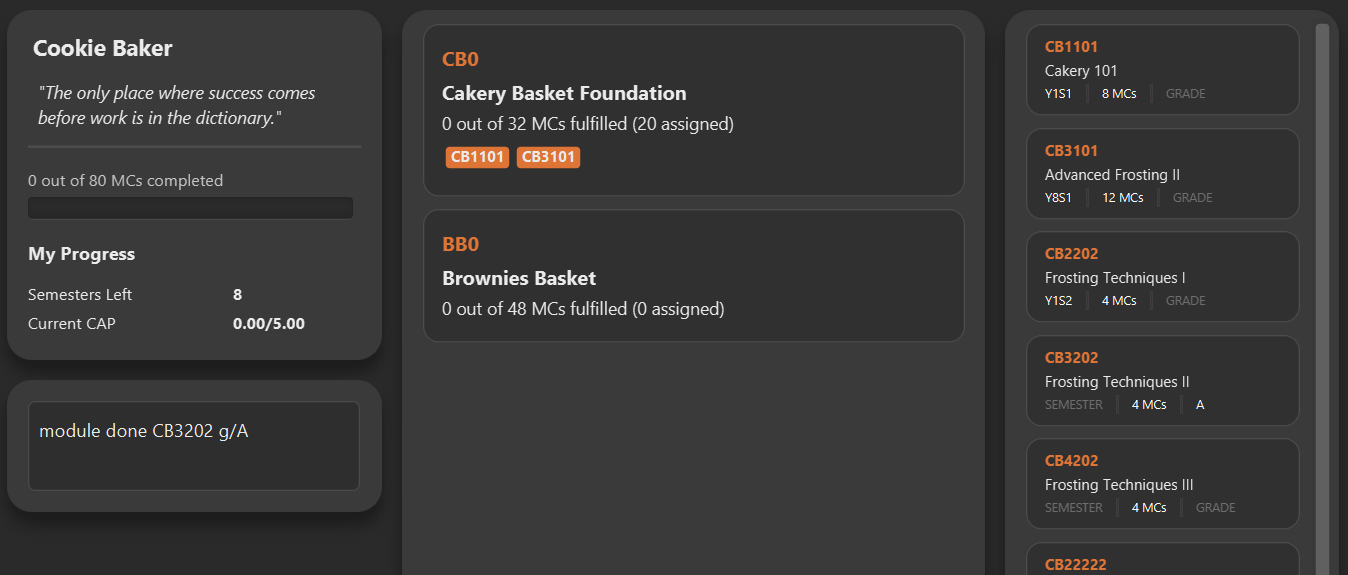 Cookie Baker
"The only place where success comes
before work is in the dictionary."
0 out of 80 MCs completed
My Progress
Semesters Left 8
Current CAP 0.00/5.00
module done CB3202 g/A
CB0
Cakery Basket Foundation
0 out of 32 MCs fulfilled (20 assigned)
CB1101 CB3101
BB0
Brownies Basket
0 out of 48 MCs fulfilled (0 assigned)
CB1101
Cakery 101
Y1S1 8 MCs GRADE
CB3101
Advanced Frosting II
Y8S1 12 MCs GRADE
CB2202
Frosting Techniques I
Y1S2 4 MCs GRADE
CB3202
Frosting Techniques II
SEMESTER 4 MCs A
CB4202
Frosting Techniques III
SEMESTER 4 MCs GRADE
CB22222